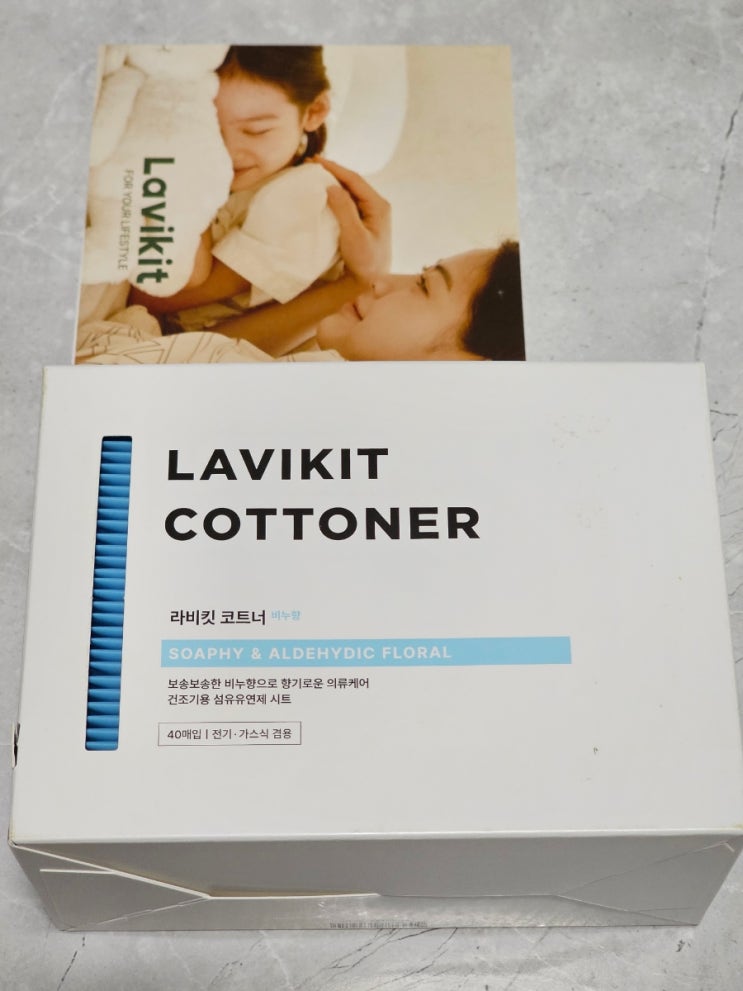 Lavikit
FOR YOUR LIFESTYLE
LAVIKIT
COTTONER
라비킷 코트너 비누향
SOAPHY & ALDEHYDIC FLORAL
보송보송한 비누향으로 향기로운 의류케어
건조기용 섬유유연제 시트
40매입 | 전기·가스식 겸용